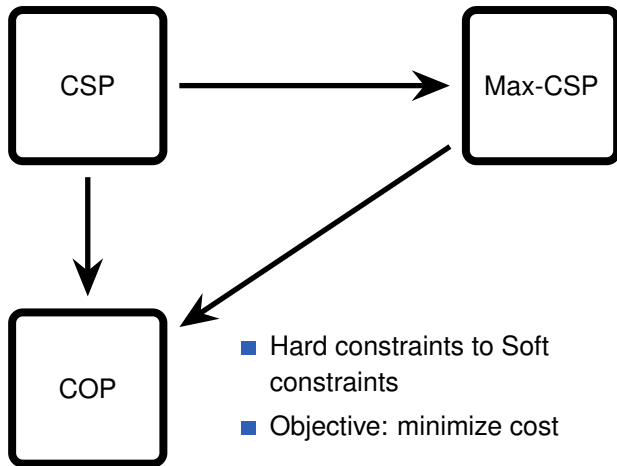 CSP
Max-CSP
COP
Hard constraints to Soft
constraints
Objective: minimize cost